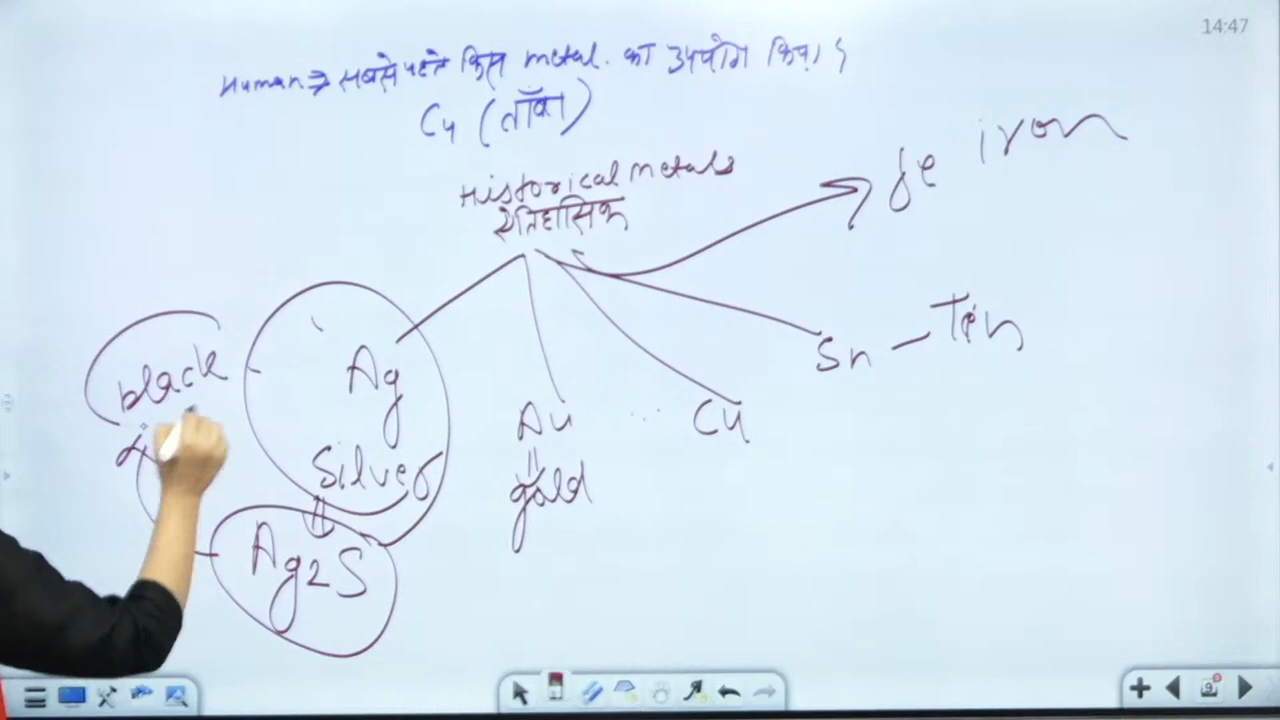 14:47
Human ⇒ सबसे पहले किस metal. का उपयोग किया ?
Cu (ताँबा)
Historical metals
ऐतिहासिक
Fe iron
Sn – Tin
Ag
Silver
Ag2S
black
Au
gold
Cu
9